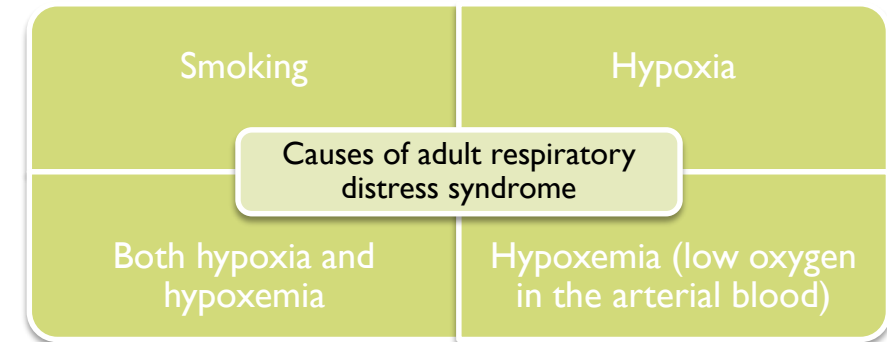 Smoking
Hypoxia
Causes of adult respiratory
distress syndrome
Both hypoxia and
hypoxemia
Hypoxemia (low oxygen
in the arterial blood)